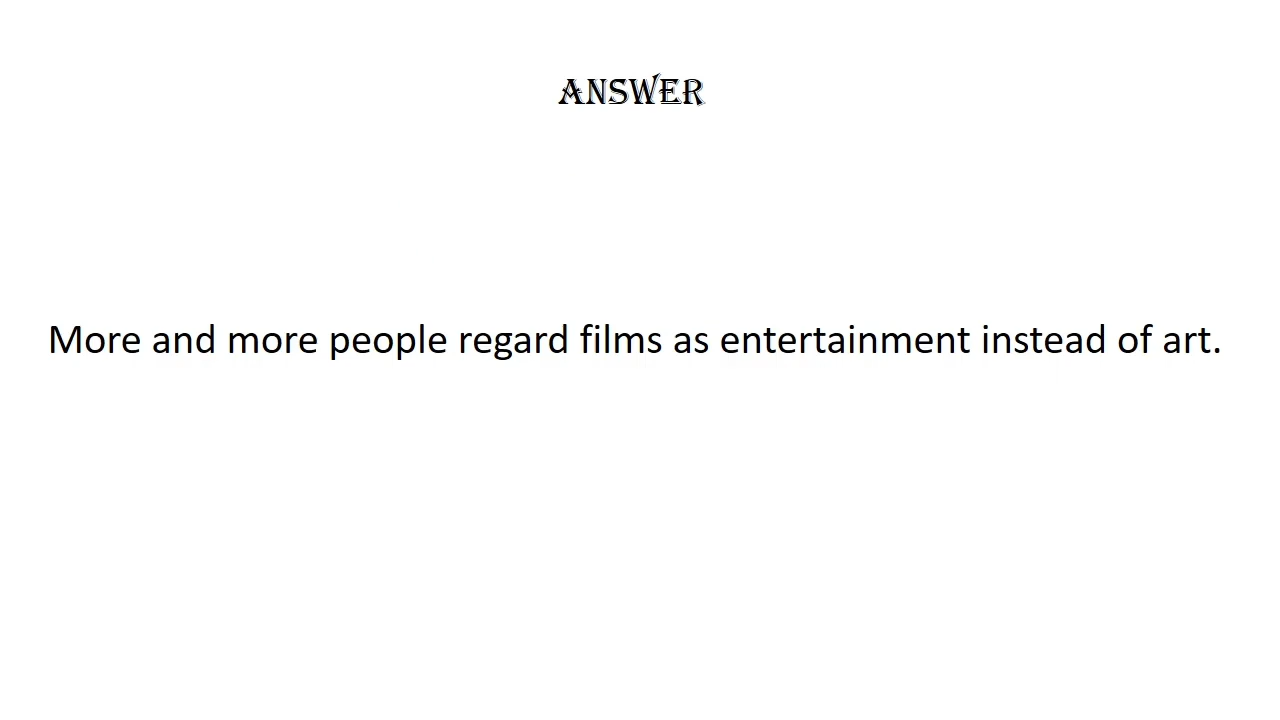 ANSWER
More and more people regard films as entertainment instead of art.